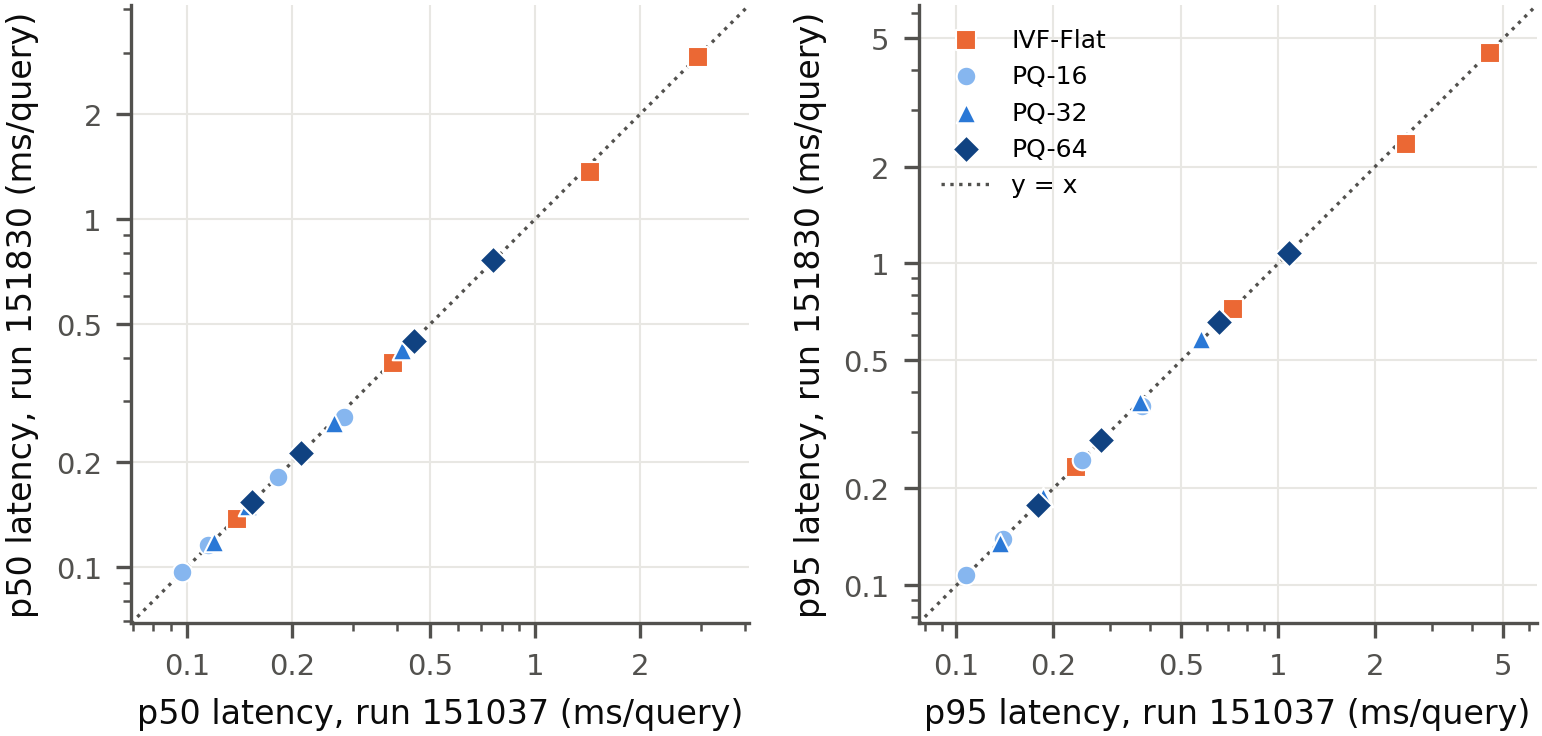 p50 latency, run 151830 (ms/query)
2
1
0.5
0.2
0.1
0.1 0.2 0.5 1 2
p50 latency, run 151037 (ms/query)
p95 latency, run 151830 (ms/query)
5
2
1
0.5
0.2
0.1
IVF-Flat
PQ-16
PQ-32
PQ-64
y = x
0.1 0.2 0.5 1 2 5
p95 latency, run 151037 (ms/query)